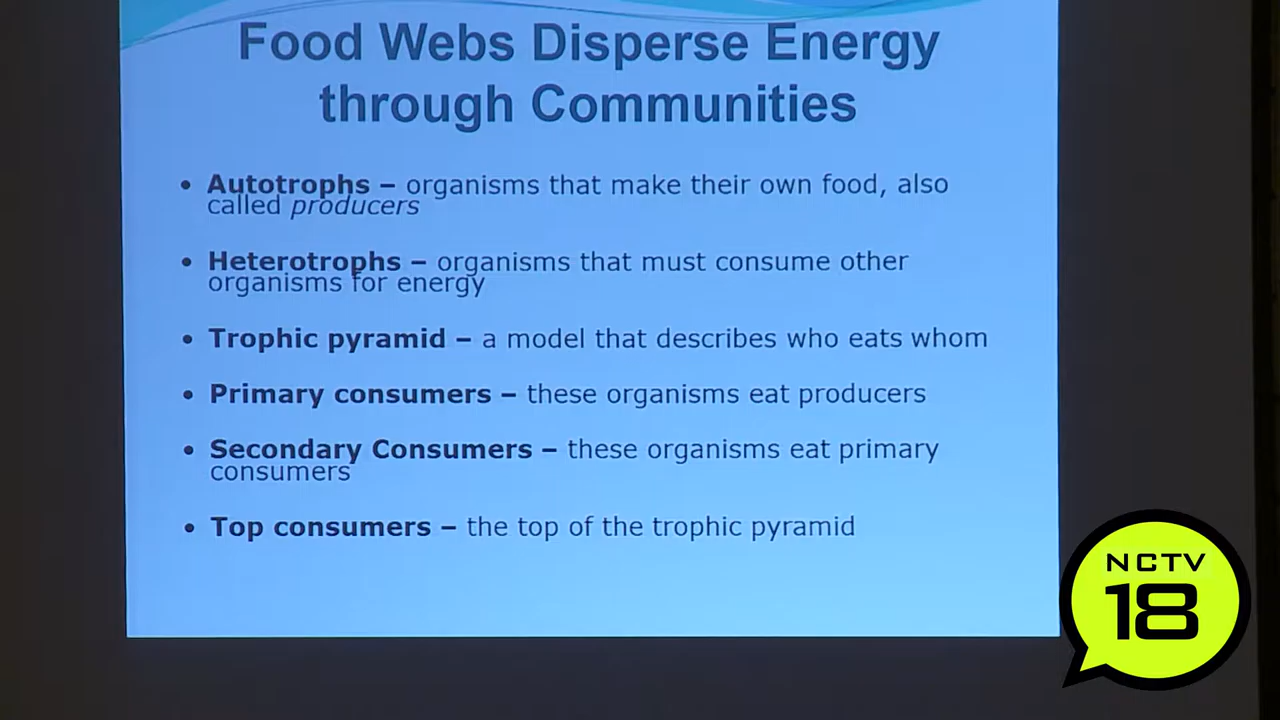 Food Webs Disperse Energy
through Communities
• Autotrophs – organisms that make their own food, also
called producers
• Heterotrophs – organisms that must consume other
organisms for energy
• Trophic pyramid – a model that describes who eats whom
• Primary consumers – these organisms eat producers
• Secondary Consumers – these organisms eat primary
consumers
• Top consumers – the top of the trophic pyramid
NCTV
18